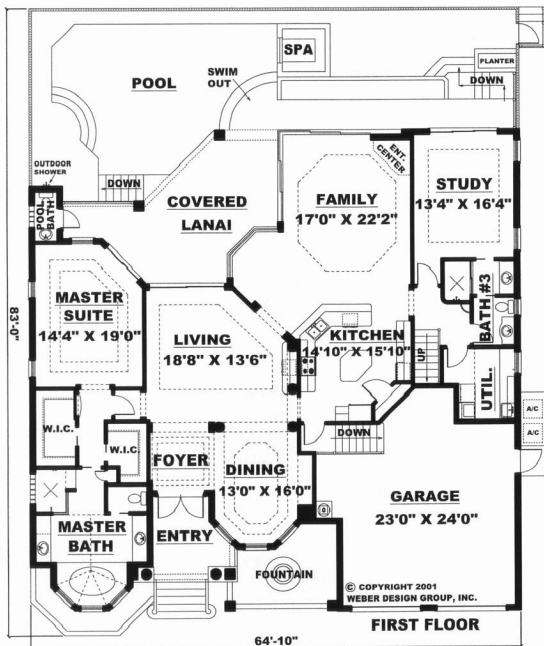 SPA
PLANTER
POOL
SWIM
OUT
DOWN
OUTDOOR
SHOWER
DOWN
ENT.
CENTER
STUDY
13'4" X 16'4"
POOL
BATH
COVERED
LANAI
FAMILY
17'0" X 22'2"
MASTER
SUITE
14'4" X 19'0"
BATH #3
83'-0"
LIVING
18'8" X 13'6"
KITCHEN
14'10" X 15'10"
UP
UTIL.
W.I.C.
W.I.C.
A/C
A/C
FOYER
DOWN
DINING
13'0" X 16'0"
GARAGE
23'0" X 24'0"
MASTER
BATH
ENTRY
FOUNTAIN
© COPYRIGHT 2001
WEBER DESIGN GROUP, INC.
FIRST FLOOR
64'-10"